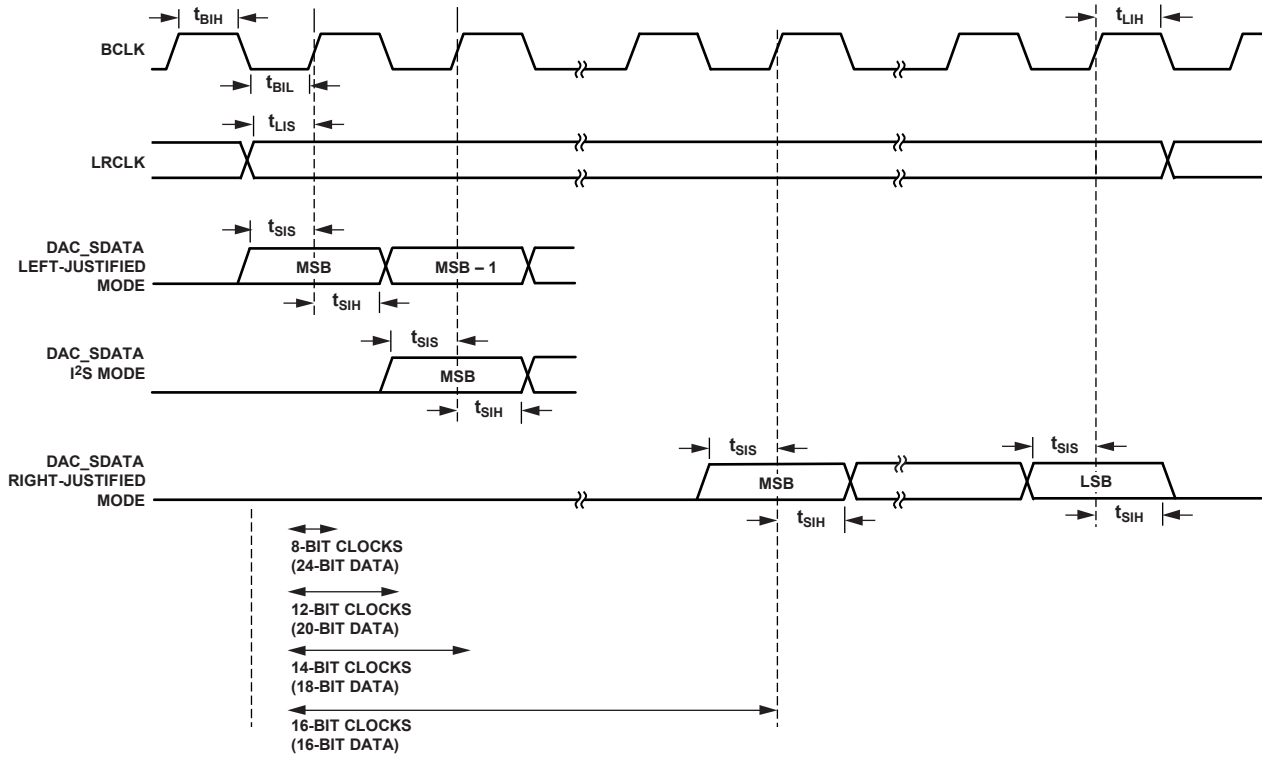 tBIH
tLIH
BCLK
tBIL
tLIS
LRCLK
tSIS
DAC_SDATA
LEFT-JUSTIFIED
MODE
MSB
MSB – 1
tSIH
tSIS
DAC_SDATA
I2S MODE
MSB
tSIH
tSIS
tSIS
DAC_SDATA
RIGHT-JUSTIFIED
MODE
MSB
LSB
tSIH
tSIH
8-BIT CLOCKS
(24-BIT DATA)
12-BIT CLOCKS
(20-BIT DATA)
14-BIT CLOCKS
(18-BIT DATA)
16-BIT CLOCKS
(16-BIT DATA)